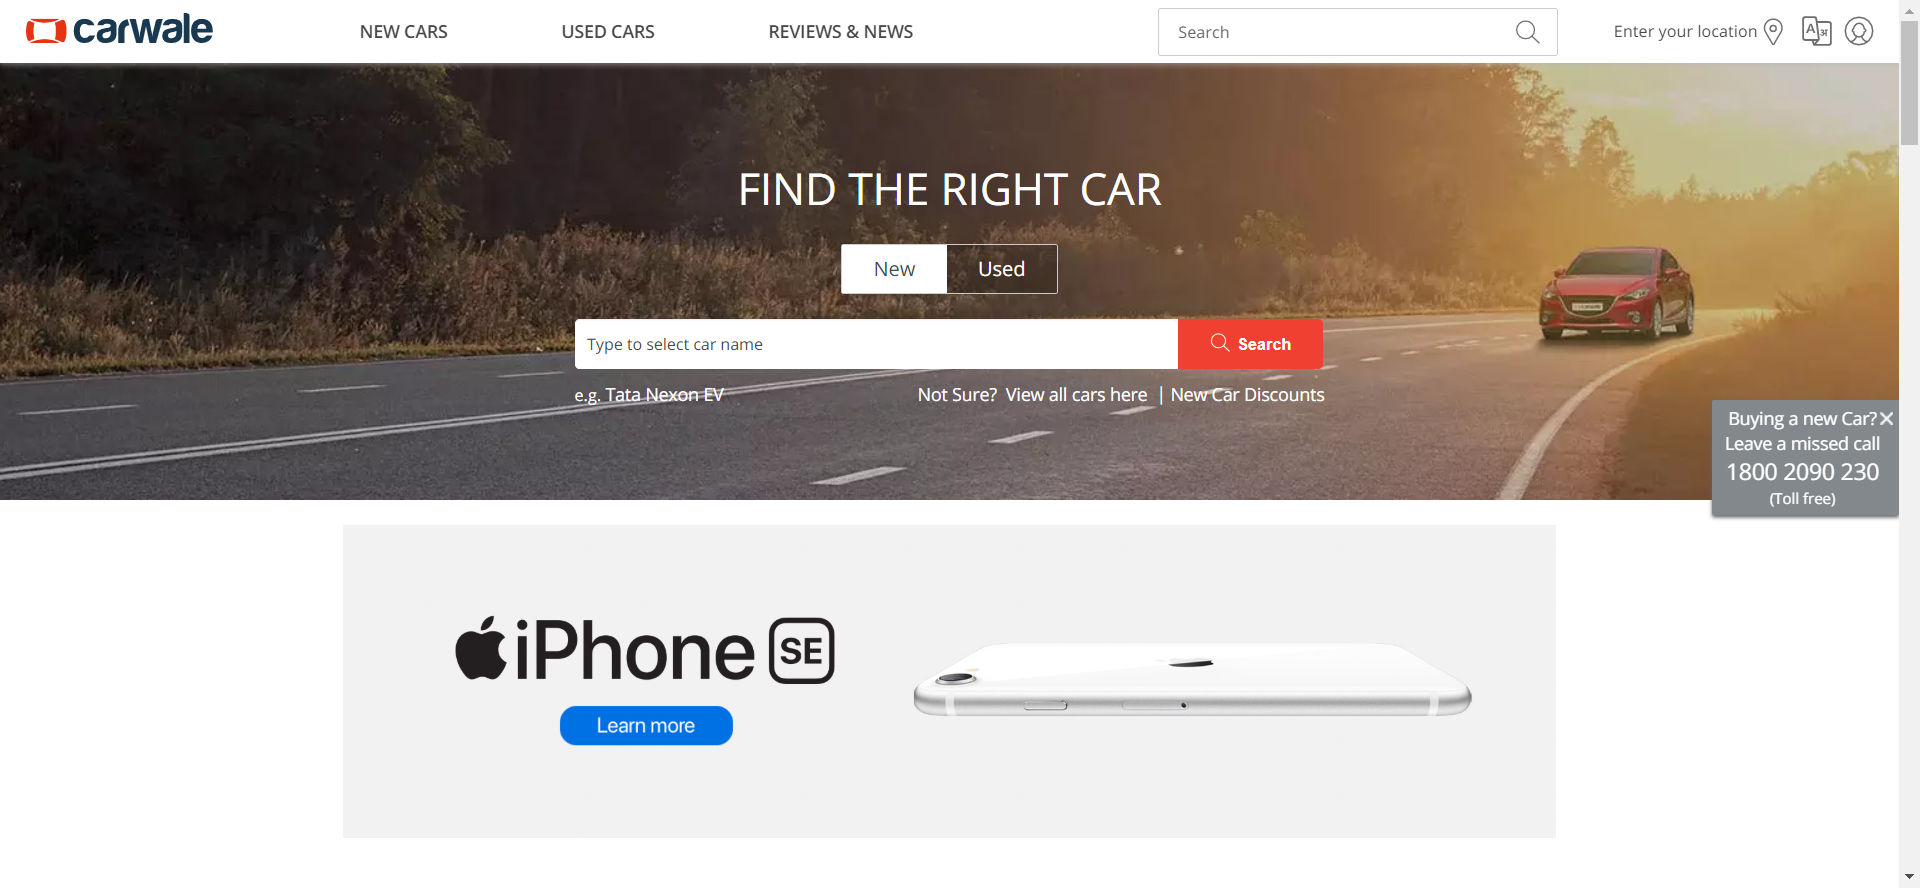 carwale
NEW CARS
USED CARS
REVIEWS & NEWS
Search
Enter your location
A अ
FIND THE RIGHT CAR
New
Used
Type to select car name
Search
e.g. Tata Nexon EV
Not Sure? View all cars here | New Car Discounts
Buying a new Car?
Leave a missed call
1800 2090 230
(Toll free)
iPhone SE
Learn more